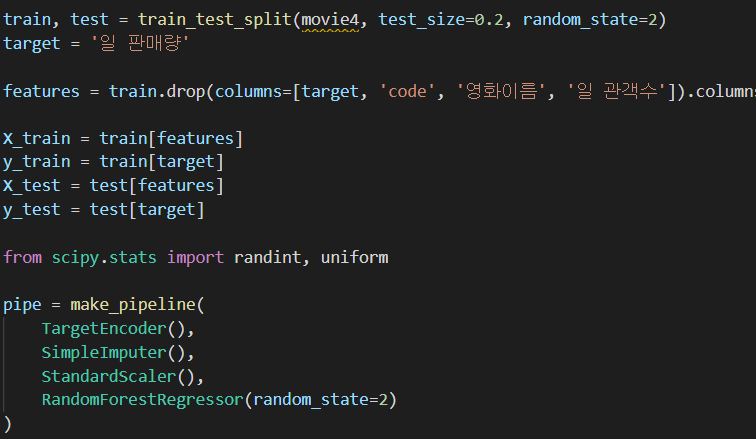 train, test = train_test_split(movie4, test_size=0.2, random_state=2)
target = '일 판매량'
features = train.drop(columns=[target, 'code', '영화이름', '일 관객수']).column
X_train = train[features]
y_train = train[target]
X_test = test[features]
y_test = test[target]
from scipy.stats import randint, uniform
pipe = make_pipeline(
    TargetEncoder(),
    SimpleImputer(),
    StandardScaler(),
    RandomForestRegressor(random_state=2)
)